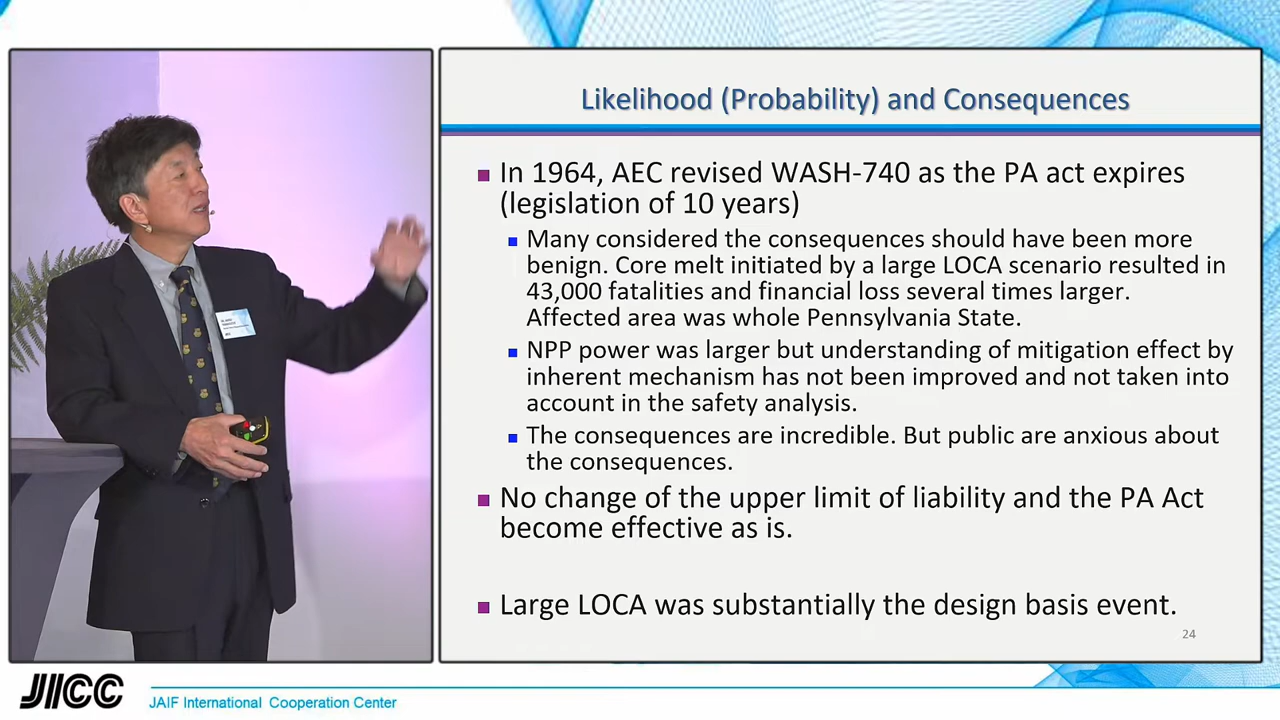 Likelihood (Probability) and Consequences
In 1964, AEC revised WASH-740 as the PA act expires
(legislation of 10 years)
Many considered the consequences should have been more
benign. Core melt initiated by a large LOCA scenario resulted in
43,000 fatalities and financial loss several times larger.
Affected area was whole Pennsylvania State.
NPP power was larger but understanding of mitigation effect by
inherent mechanism has not been improved and not taken into
account in the safety analysis.
The consequences are incredible. But public are anxious about
the consequences.
No change of the upper limit of liability and the PA Act
become effective as is.
Large LOCA was substantially the design basis event.
24
JICC
JAIF International Cooperation Center